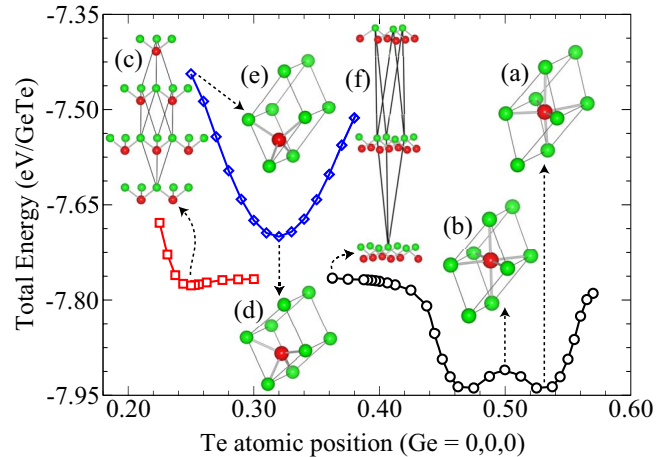 -7.35
(c)
(e)
(f)
(a)
-7.50
Total Energy (eV/GeTe)
-7.65
(b)
-7.80
(d)
-7.95
0.20 0.30 0.40 0.50 0.60
Te atomic position (Ge = 0,0,0)